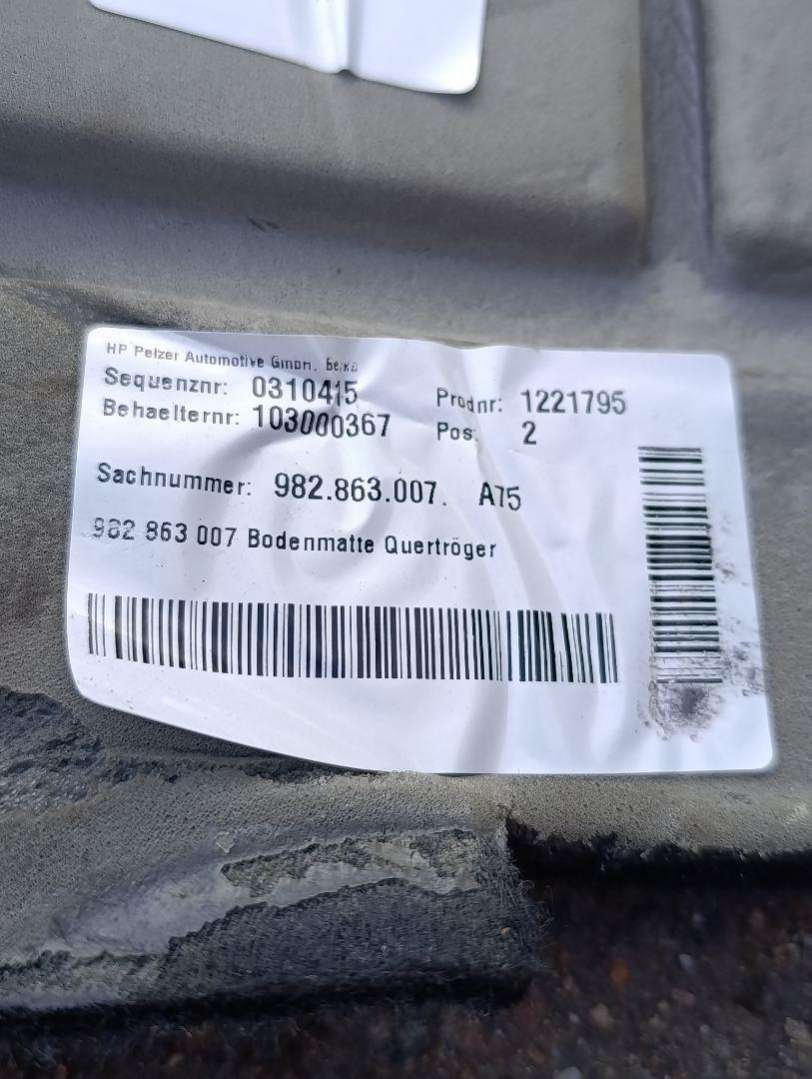 HP Pelzer Automotive GmbH.
Sequenznr: 0310415
Behaelternr: 103000367
Prodnr: 1221795
Pos: 2
Sachnummer: 982.863.007. A75
982 863 007 Bodenmatte Querträger